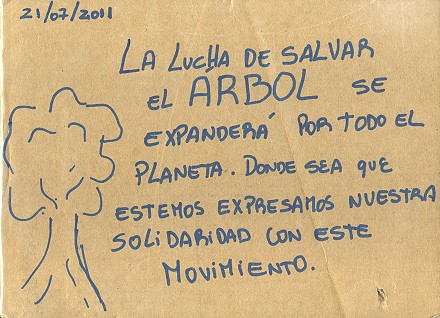 21/07/2011
LA LUCHA DE SALVAR
EL ÁRBOL SE
EXPANDERÁ POR TODO EL
PLANETA. DONDE SEA QUE
ESTEMOS EXPRESAMOS NUESTRA
SOLIDARIDAD CON ESTE
MOVIMIENTO.